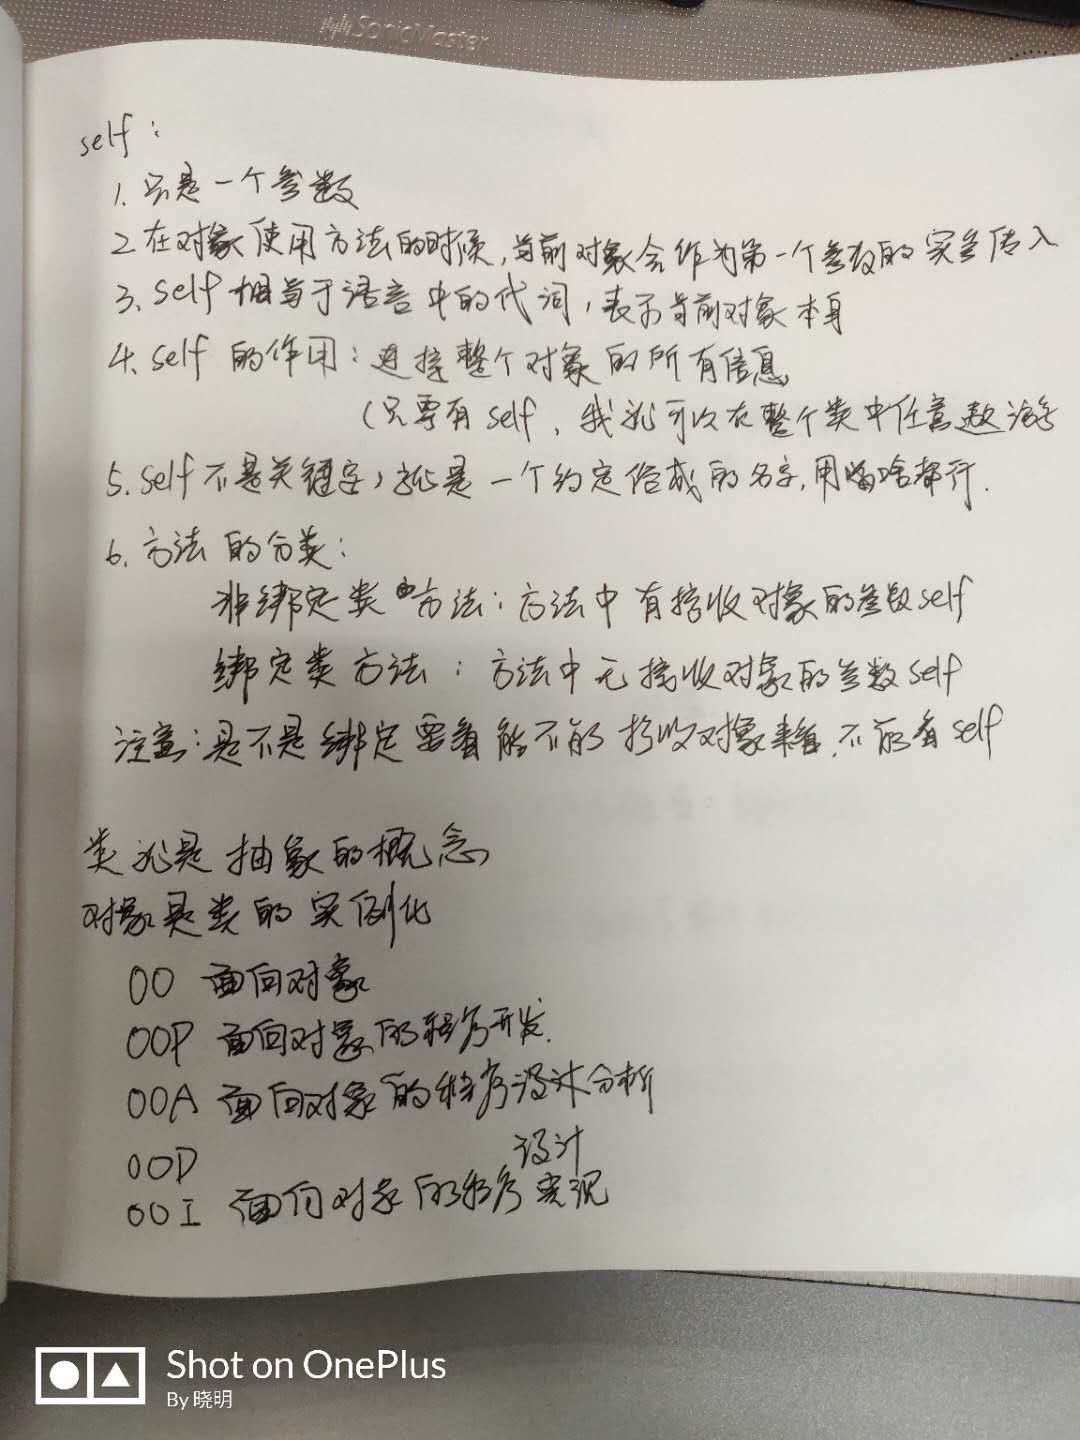 SonicMaster
self：
1. 只是一个参数
2. 在对象使用方法的时候，当前对象会作为第一个参数的实参传入
3. self 相当于语言中的代词，表示当前对象本身
4. self 的作用：连接整个对象的所有信息
（只要有 self，我就可以在整个类中任意遨游
5. self 不是关键字，就是一个约定俗成的名字，用啥都行.
6. 方法的分类：
非绑定类方法：方法中有接收对象的参数 self
绑定类方法：方法中无接收对象的参数 self
注意：是不是绑定要看能不能接收对象来看，不能看 self
类就是抽象的概念
对象是类的实例化
OO 面向对象
OOP 面向对象的程序开发.
OOA 面向对象的程序设计分析
OOD 设计
OOI 面向对象的程序实现
Shot on OnePlus
By 晓明